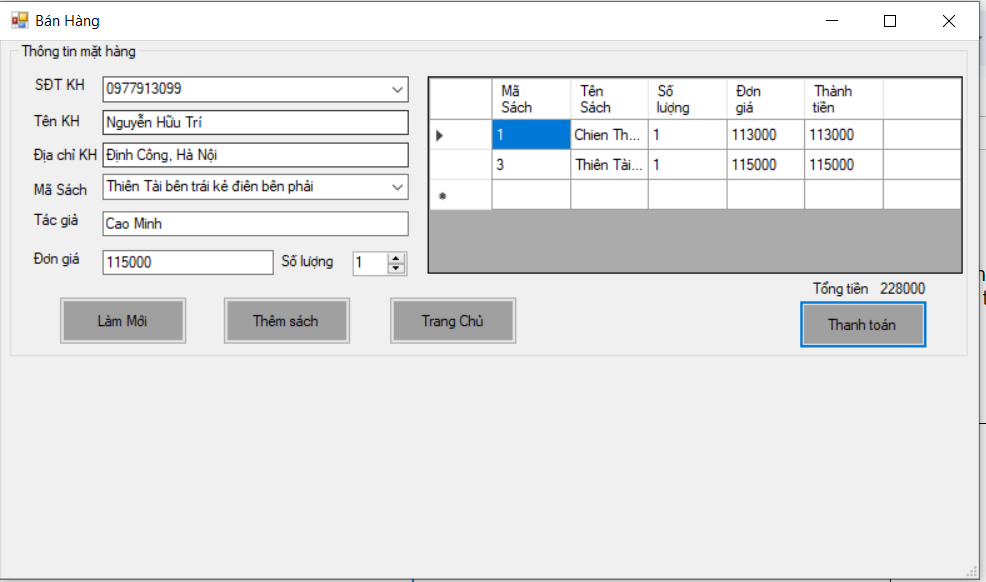 Bán Hàng
Thông tin mặt hàng
SĐT KH 0977913099
Tên KH Nguyễn Hữu Trí
Địa chỉ KH Định Công, Hà Nội
Mã Sách Thiên Tài bên trái kẻ điên bên phải
Tác giả Cao Minh
Đơn giá 115000 Số lượng 1
Làm Mới Thêm sách Trang Chủ
Mã Sách Tên Sách Số lượng Đơn giá Thành tiền
1 Chien Th... 1 113000 113000
3 Thiên Tài... 1 115000 115000
Tổng tiền 228000
Thanh toán